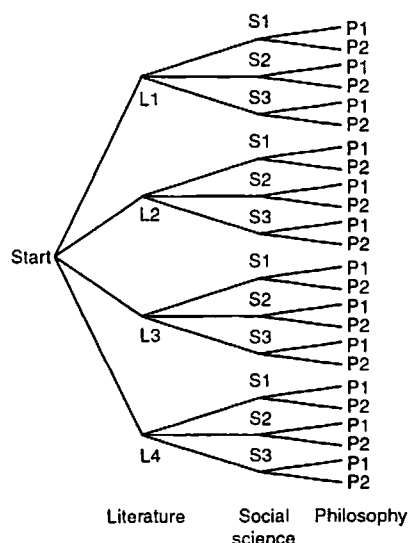 S1
P1
P2
S2
P1
P2
L1
S3
P1
P2
S1
P1
P2
S2
P1
P2
L2
S3
P1
P2
Start
S1
P1
P2
S2
P1
P2
L3
S3
P1
P2
S1
P1
P2
S2
P1
P2
L4
S3
P1
P2
Literature Social Philosophy
science